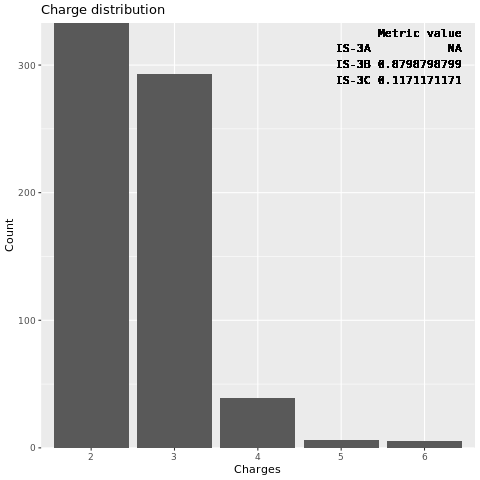 Charge distribution
Metric value
IS-3A NA
IS-3B 0.8798798799
IS-3C 0.1171171171
300
200
100
0
Count
2 3 4 5 6
Charges